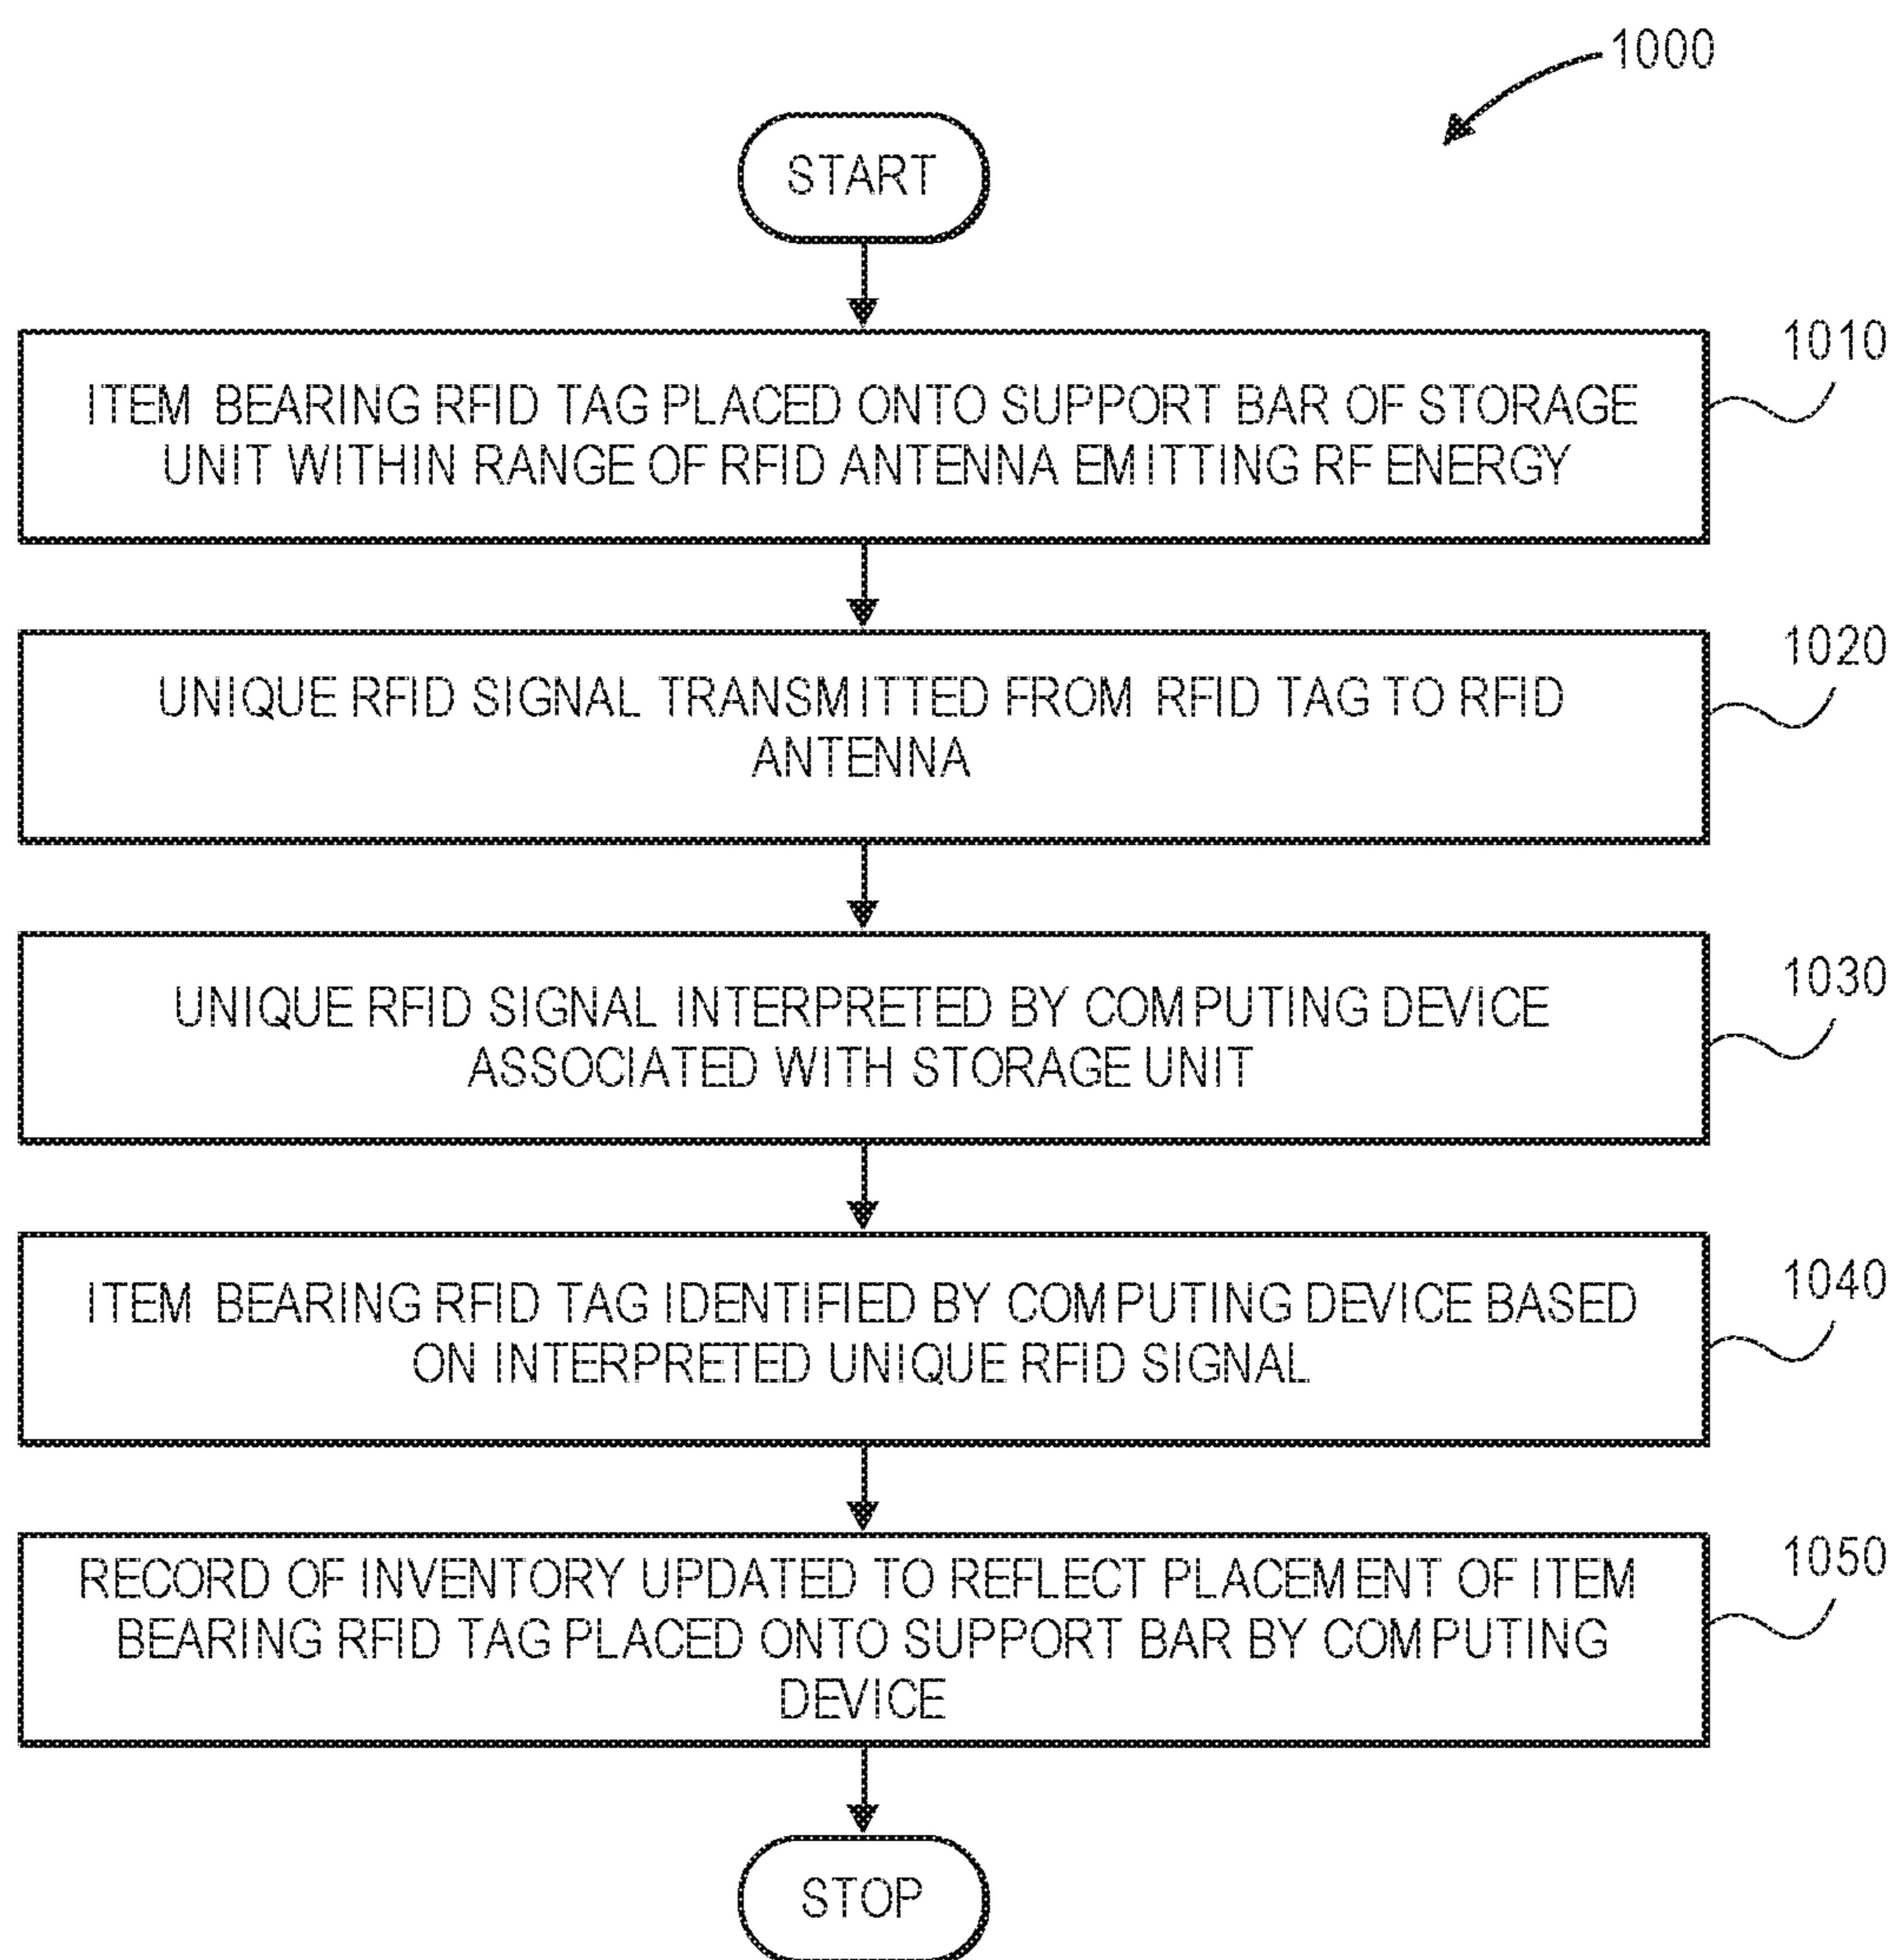 1000
START
1010
ITEM BEARING RFID TAG PLACED ONTO SUPPORT BAR OF STORAGE
UNIT WITHIN RANGE OF RFID ANTENNA EMITTING RF ENERGY
1020
UNIQUE RFID SIGNAL TRANSMITTED FROM RFID TAG TO RFID
ANTENNA
1030
UNIQUE RFID SIGNAL INTERPRETED BY COMPUTING DEVICE
ASSOCIATED WITH STORAGE UNIT
1040
ITEM BEARING RFID TAG IDENTIFIED BY COMPUTING DEVICE BASED
ON INTERPRETED UNIQUE RFID SIGNAL
1050
RECORD OF INVENTORY UPDATED TO REFLECT PLACEMENT OF ITEM
BEARING RFID TAG PLACED ONTO SUPPORT BAR BY COMPUTING
DEVICE
STOP